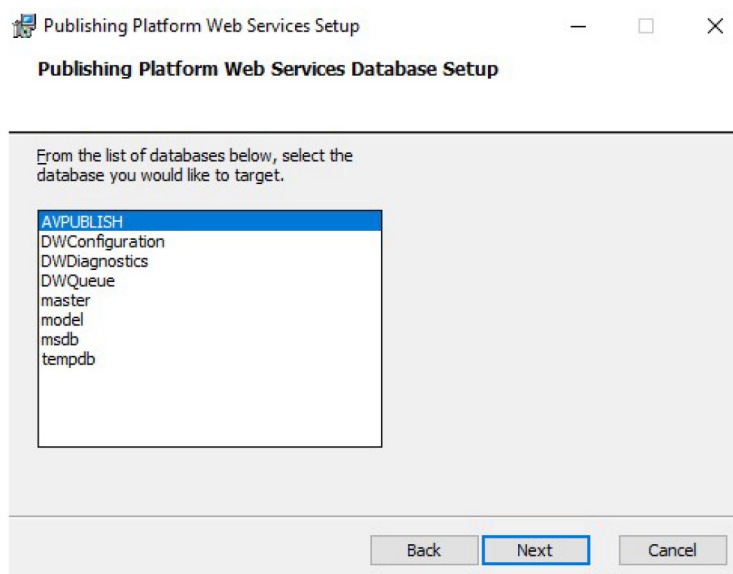 Publishing Platform Web Services Setup
Publishing Platform Web Services Database Setup
From the list of databases below, select the
database you would like to target.
AVPUBLISH
DWConfiguration
DWDiagnostics
DWQueue
master
model
msdb
tempdb
Back
Next
Cancel